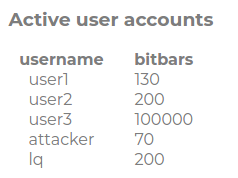 Active user accounts
username bitbars
user1 130
user2 200
user3 100000
attacker 70
lq 200